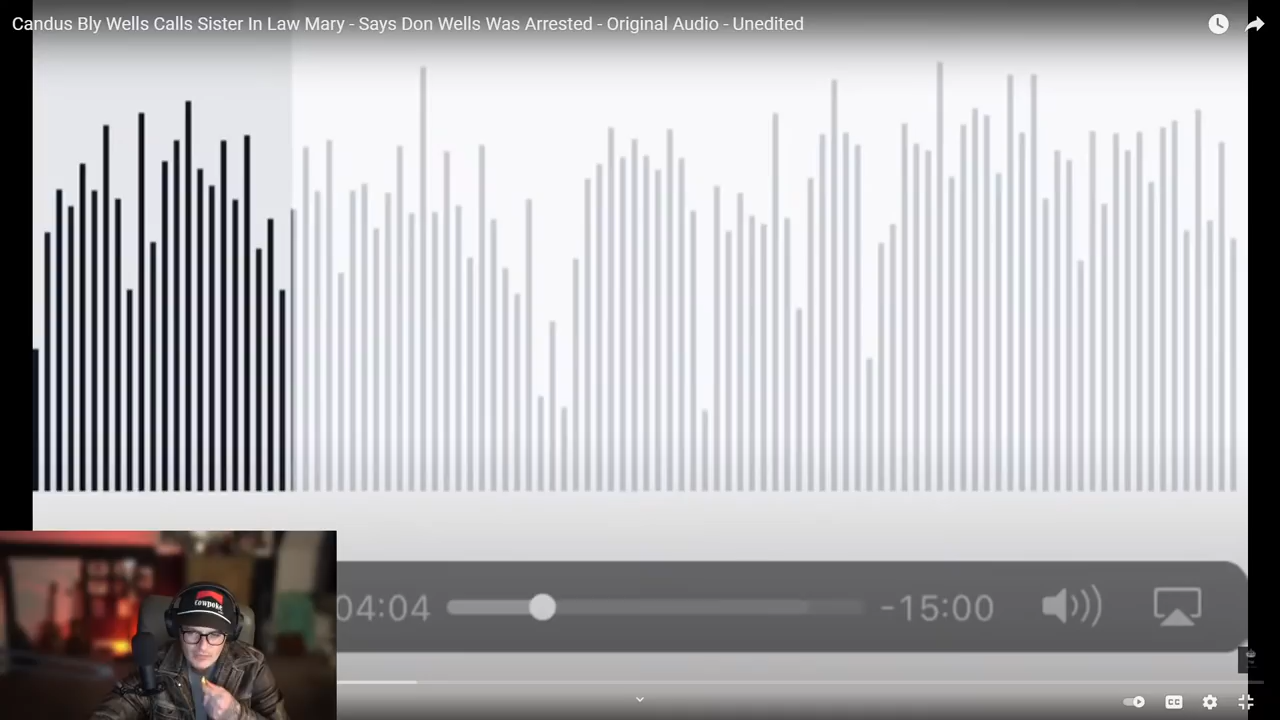 Candus Bly Wells Calls Sister In Law Mary - Says Don Wells Was Arrested - Original Audio - Unedited
cowpoke
04:04
-15:00
CC